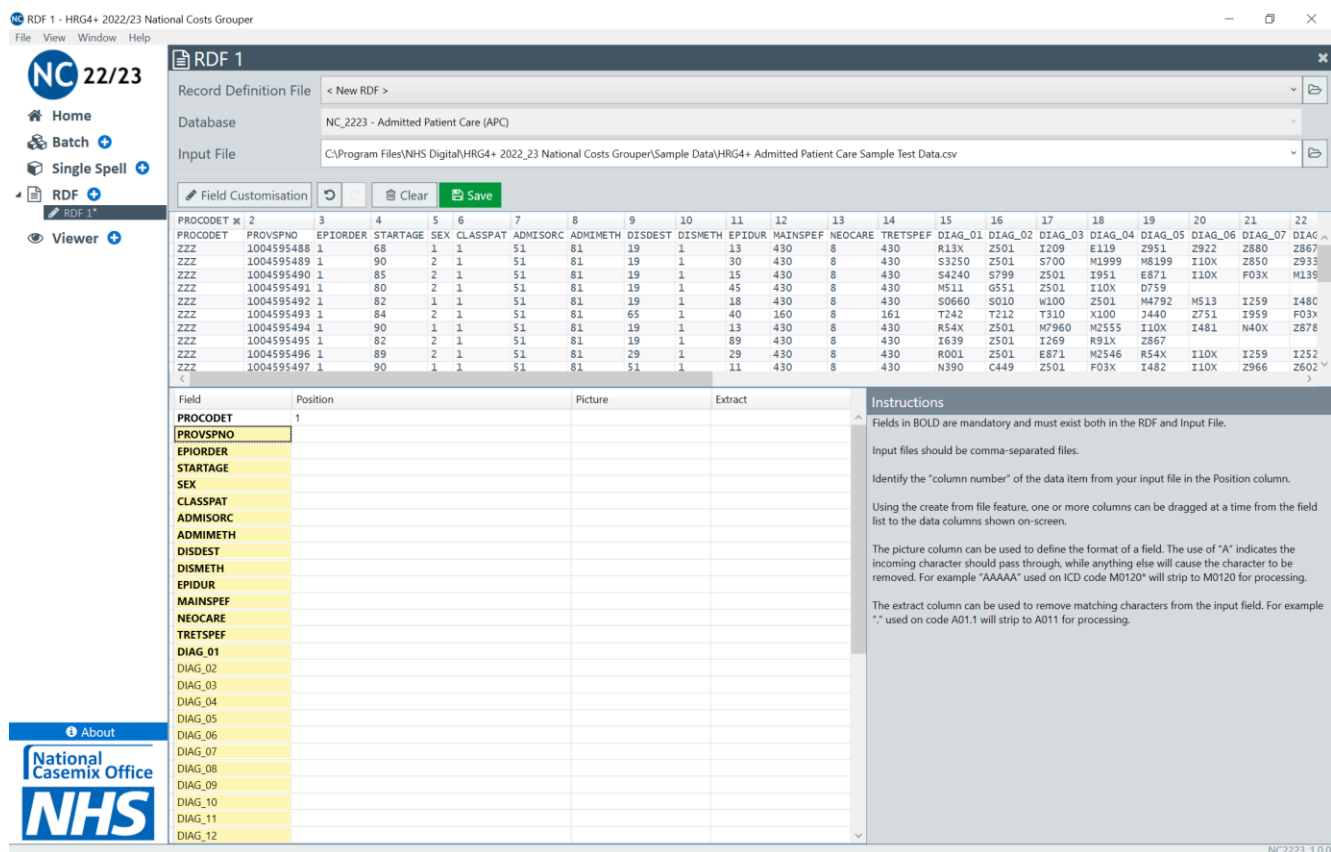 NC RDF 1 - HRG4+ 2022/23 National Costs Grouper
File View Window Help
NC 22/23
Home
Batch
Single Spell
RDF
RDF 1*
Viewer
RDF 1
Record Definition File < New RDF >
Database NC_2223 - Admitted Patient Care (APC)
Input File C:\Program Files\NHS Digital\HRG4+ 2022_23 National Costs Grouper\Sample Data\HRG4+ Admitted Patient Care Sample Test Data.csv
Field Customisation Clear Save
PROCODET 2 3 4 5 6 7 8 9 10 11 12 13 14 15 16 17 18 19 20 21 22
PROCODET PROVSPNO EPIORDER STARTAGE SEX CLASSPAT ADMISORC ADMIMETH DISDEST DISMETH EPIDUR MAINSPEF NEOCARE TRETSPEF DIAG_01 DIAG_02 DIAG_03 DIAG_04 DIAG_05 DIAG_06 DIAG_07 DIAG
ZZZ 1004595488 1 68 1 1 51 81 19 1 13 430 8 430 R13X Z501 I209 E119 Z951 Z922 Z880 Z867
ZZZ 1004595489 1 90 2 1 51 81 19 1 30 430 8 430 S3250 Z501 S700 M1999 M8199 I10X Z850 Z933
ZZZ 1004595490 1 85 2 1 51 81 19 1 15 430 8 430 S4240 S799 Z501 I951 E871 I10X F03X M139
ZZZ 1004595491 1 80 2 1 51 81 19 1 45 430 8 430 M511 G551 Z501 I10X D759
ZZZ 1004595492 1 82 1 1 51 81 19 1 18 430 8 430 S0660 S010 W100 Z501 M4792 M513 I259 I480
ZZZ 1004595493 1 84 2 1 51 81 65 1 40 160 8 161 T242 T212 T310 X100 J440 Z751 I959 F03X
ZZZ 1004595494 1 90 1 1 51 81 19 1 13 430 8 430 R54X Z501 M7960 M2555 I10X I481 N40X Z878
ZZZ 1004595495 1 82 2 1 51 81 19 1 89 430 8 430 I639 Z501 I269 R91X Z867
ZZZ 1004595496 1 89 2 1 51 81 29 1 29 430 8 430 R001 Z501 E871 M2546 R54X I10X I259 I252
ZZZ 1004595497 1 90 1 1 51 81 51 1 11 430 8 430 N390 C449 Z501 F03X I482 I10X Z966 Z602
Field Position Picture Extract
PROCODET 1
PROVSPNO
EPIORDER
STARTAGE
SEX
CLASSPAT
ADMISORC
ADMIMETH
DISDEST
DISMETH
EPIDUR
MAINSPEF
NEOCARE
TRETSPEF
DIAG_01
DIAG_02
DIAG_03
DIAG_04
DIAG_05
DIAG_06
DIAG_07
DIAG_08
DIAG_09
DIAG_10
DIAG_11
DIAG_12
Instructions
Fields in BOLD are mandatory and must exist both in the RDF and Input File.
Input files should be comma-separated files.
Identify the "column number" of the data item from your input file in the Position column.
Using the create from file feature, one or more columns can be dragged at a time from the field
list to the data columns shown on-screen.
The picture column can be used to define the format of a field. The use of "A" indicates the
incoming character should pass through, while anything else will cause the character to be
removed. For example "AAAAA" used on ICD code M0120* will strip to M0120 for processing.
The extract column can be used to remove matching characters from the input field. For example
"." used on code A01.1 will strip to A011 for processing.
About
National
Casemix Office
NHS
NC2223_1.0.0